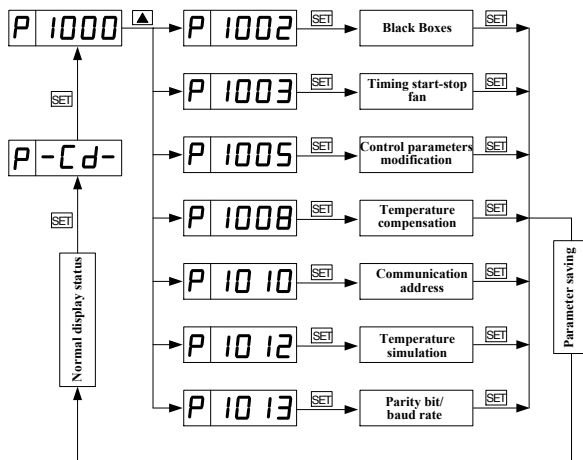 P 1000
P 1002
SET
Black Boxes
SET
SET
P 1003
SET
Timing start-stop
fan
SET
P -Cd-
P 1005
SET
Control parameters
modification
SET
SET
P 1008
SET
Temperature
compensation
SET
Normal display status
Parameter saving
P 1010
SET
Communication
address
SET
P 1012
SET
Temperature
simulation
SET
P 1013
SET
Parity bit/
baud rate
SET